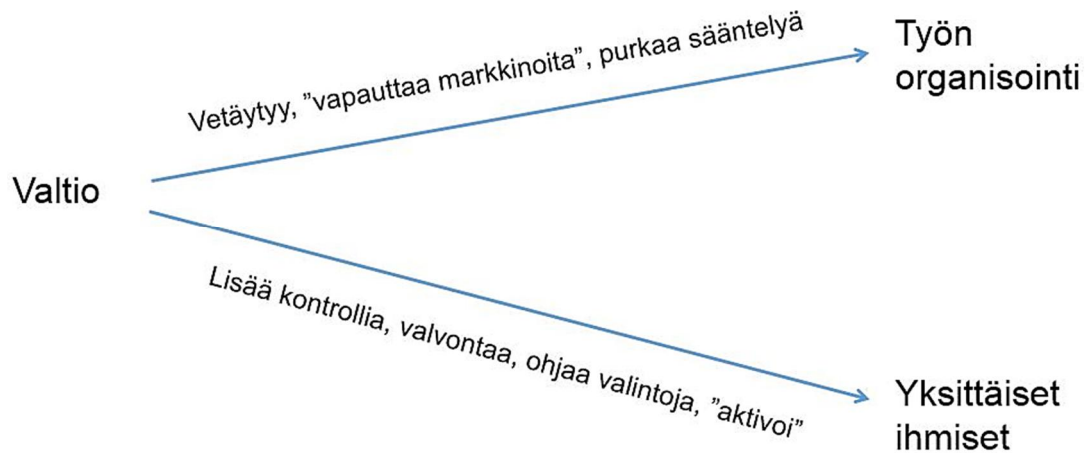 Vetäytyy, ”vapauttaa markkinoita”, purkaa sääntelyä
Työn
organisointi
Valtio
Lisää kontrollia, valvontaa, ohjaa valintoja, ”aktivoi”
Yksittäiset
ihmiset